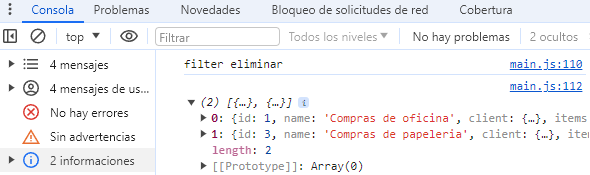 Consola Problemas Novedades Bloqueo de solicitudes de red Cobertura
top Filtrar Todos los niveles No hay problemas 2 ocultos
4 mensajes
4 mensajes de us...
No hay errores
Sin advertencias
2 informaciones
filter eliminar main.js:110
main.js:112
(2) [{…}, {…}] i
0: {id: 1, name: 'Compras de oficina', client: {…}, items
1: {id: 3, name: 'Compras de papeleria', client: {…}, iten
length: 2
[[Prototype]]: Array(0)